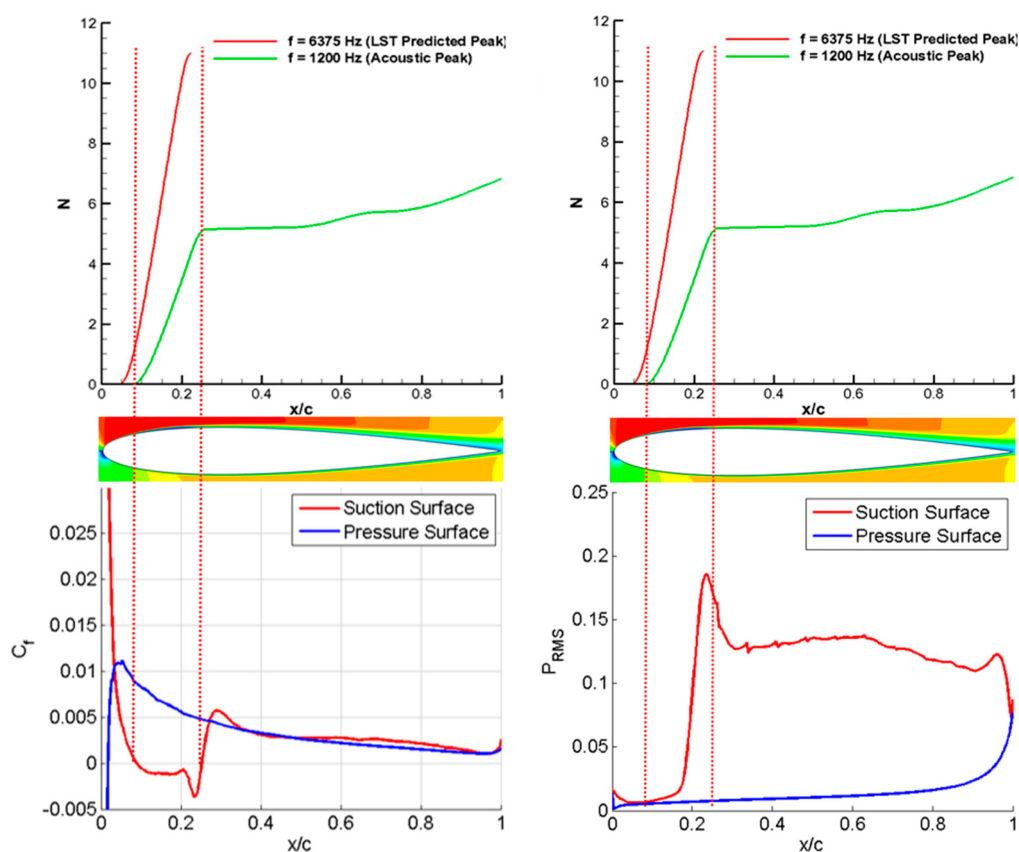 12
10
8
6
4
2
0
N
f = 6375 Hz (LST Predicted Peak)
f = 1200 Hz (Acoustic Peak)
0 0.2 0.4 0.6 0.8 1
x/c
12
10
8
6
4
2
0
N
f = 6375 Hz (LST Predicted Peak)
f = 1200 Hz (Acoustic Peak)
0 0.2 0.4 0.6 0.8 1
x/c
0.025
0.02
0.015
0.01
0.005
0
-0.005
Cf
Suction Surface
Pressure Surface
0 0.2 0.4 0.6 0.8 1
x/c
0.25
0.2
0.15
0.1
0.05
0
PRMS
Suction Surface
Pressure Surface
0 0.2 0.4 0.6 0.8 1
x/c